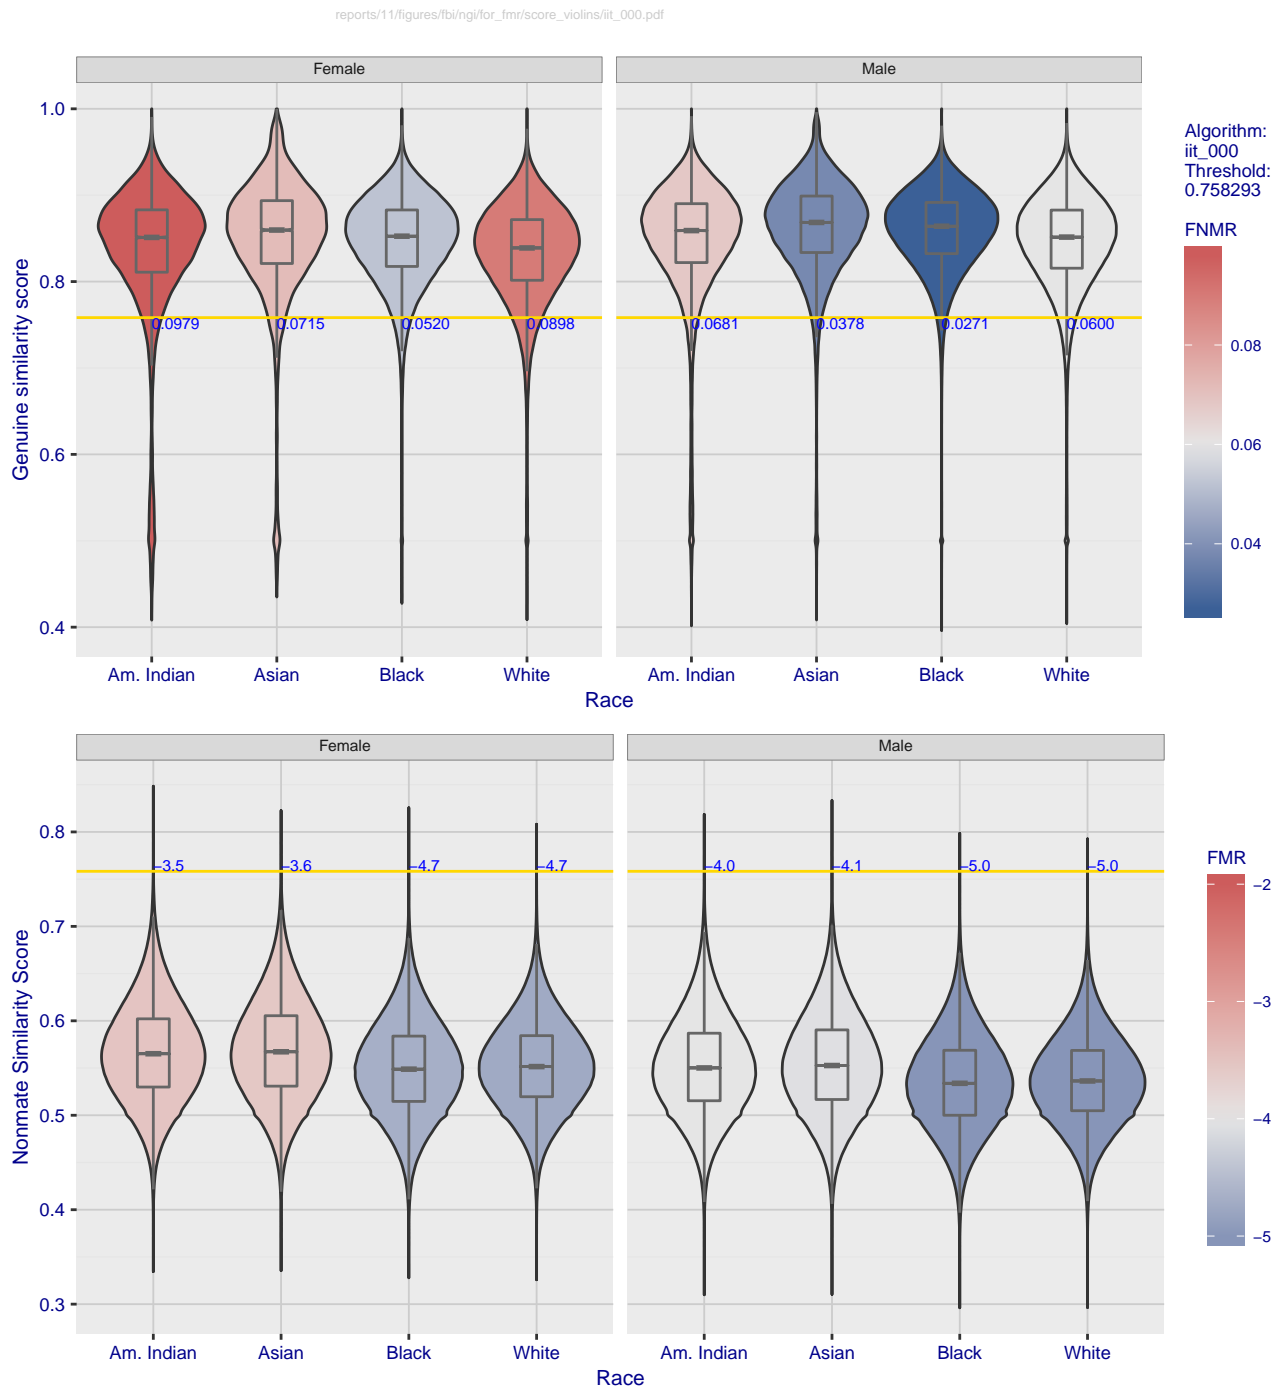 reports/11/figures/fbi/ngi/for_fmr/score_violins/iit_000.pdf
Female
Male
Genuine similarity score
1.0
0.8
0.6
0.4
0.0979
0.0715
0.0520
0.0898
0.0681
0.0378
0.0271
0.0600
Am. Indian
Asian
Black
White
Am. Indian
Asian
Black
White
Race
Algorithm:
iit_000
Threshold:
0.758293
FNMR
0.08
0.06
0.04
Female
Male
Nonmate Similarity Score
0.8
0.7
0.6
0.5
0.4
0.3
−3.5
−3.6
−4.7
−4.7
−4.0
−4.1
−5.0
−5.0
Am. Indian
Asian
Black
White
Am. Indian
Asian
Black
White
Race
FMR
−2
−3
−4
−5